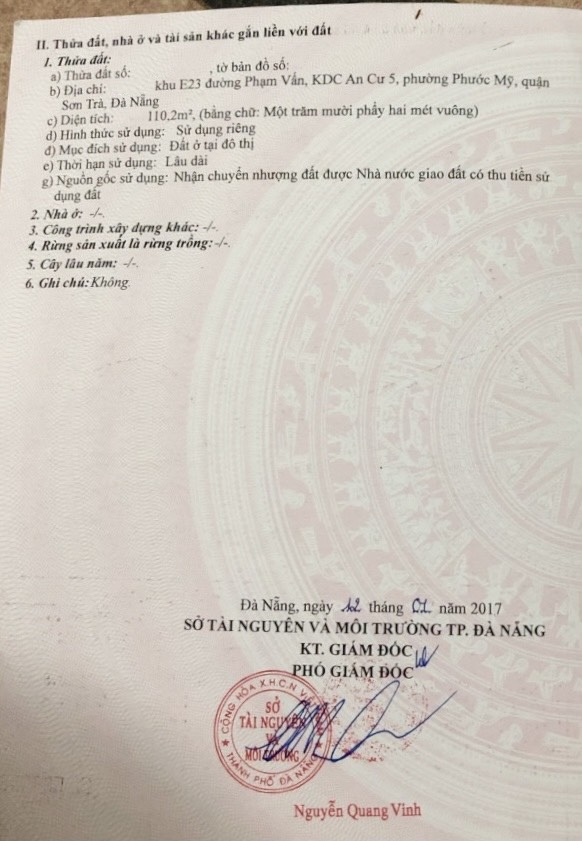 II. Thửa đất, nhà ở và tài sản khác gắn liền với đất
1. Thửa đất:
a) Thửa đất số: , tờ bản đồ số:
b) Địa chỉ: khu E23 đường Phạm Vấn, KDC An Cư 5, phường Phước Mỹ, quận
Sơn Trà, Đà Nẵng
c) Diện tích: 110,2m², (bằng chữ: Một trăm mười phẩy hai mét vuông)
d) Hình thức sử dụng: Sử dụng riêng
đ) Mục đích sử dụng: Đất ở tại đô thị
e) Thời hạn sử dụng: Lâu dài
g) Nguồn gốc sử dụng: Nhận chuyển nhượng đất được Nhà nước giao đất có thu tiền sử
dụng đất
2. Nhà ở: -/-.
3. Công trình xây dựng khác: -/-.
4. Rừng sản xuất là rừng trồng: -/-.
5. Cây lâu năm: -/-.
6. Ghi chú: Không.
Đà Nẵng, ngày 12 tháng 01 năm 2017
SỞ TÀI NGUYÊN VÀ MÔI TRƯỜNG TP. ĐÀ NẴNG
KT. GIÁM ĐỐC
PHÓ GIÁM ĐỐC
CỘNG HÒA X.H.C.N
SỞ
TÀI NGUYÊN
VÀ
MÔI TRƯỜNG
THÀNH PHỐ ĐÀ NẴNG
Nguyễn Quang Vinh